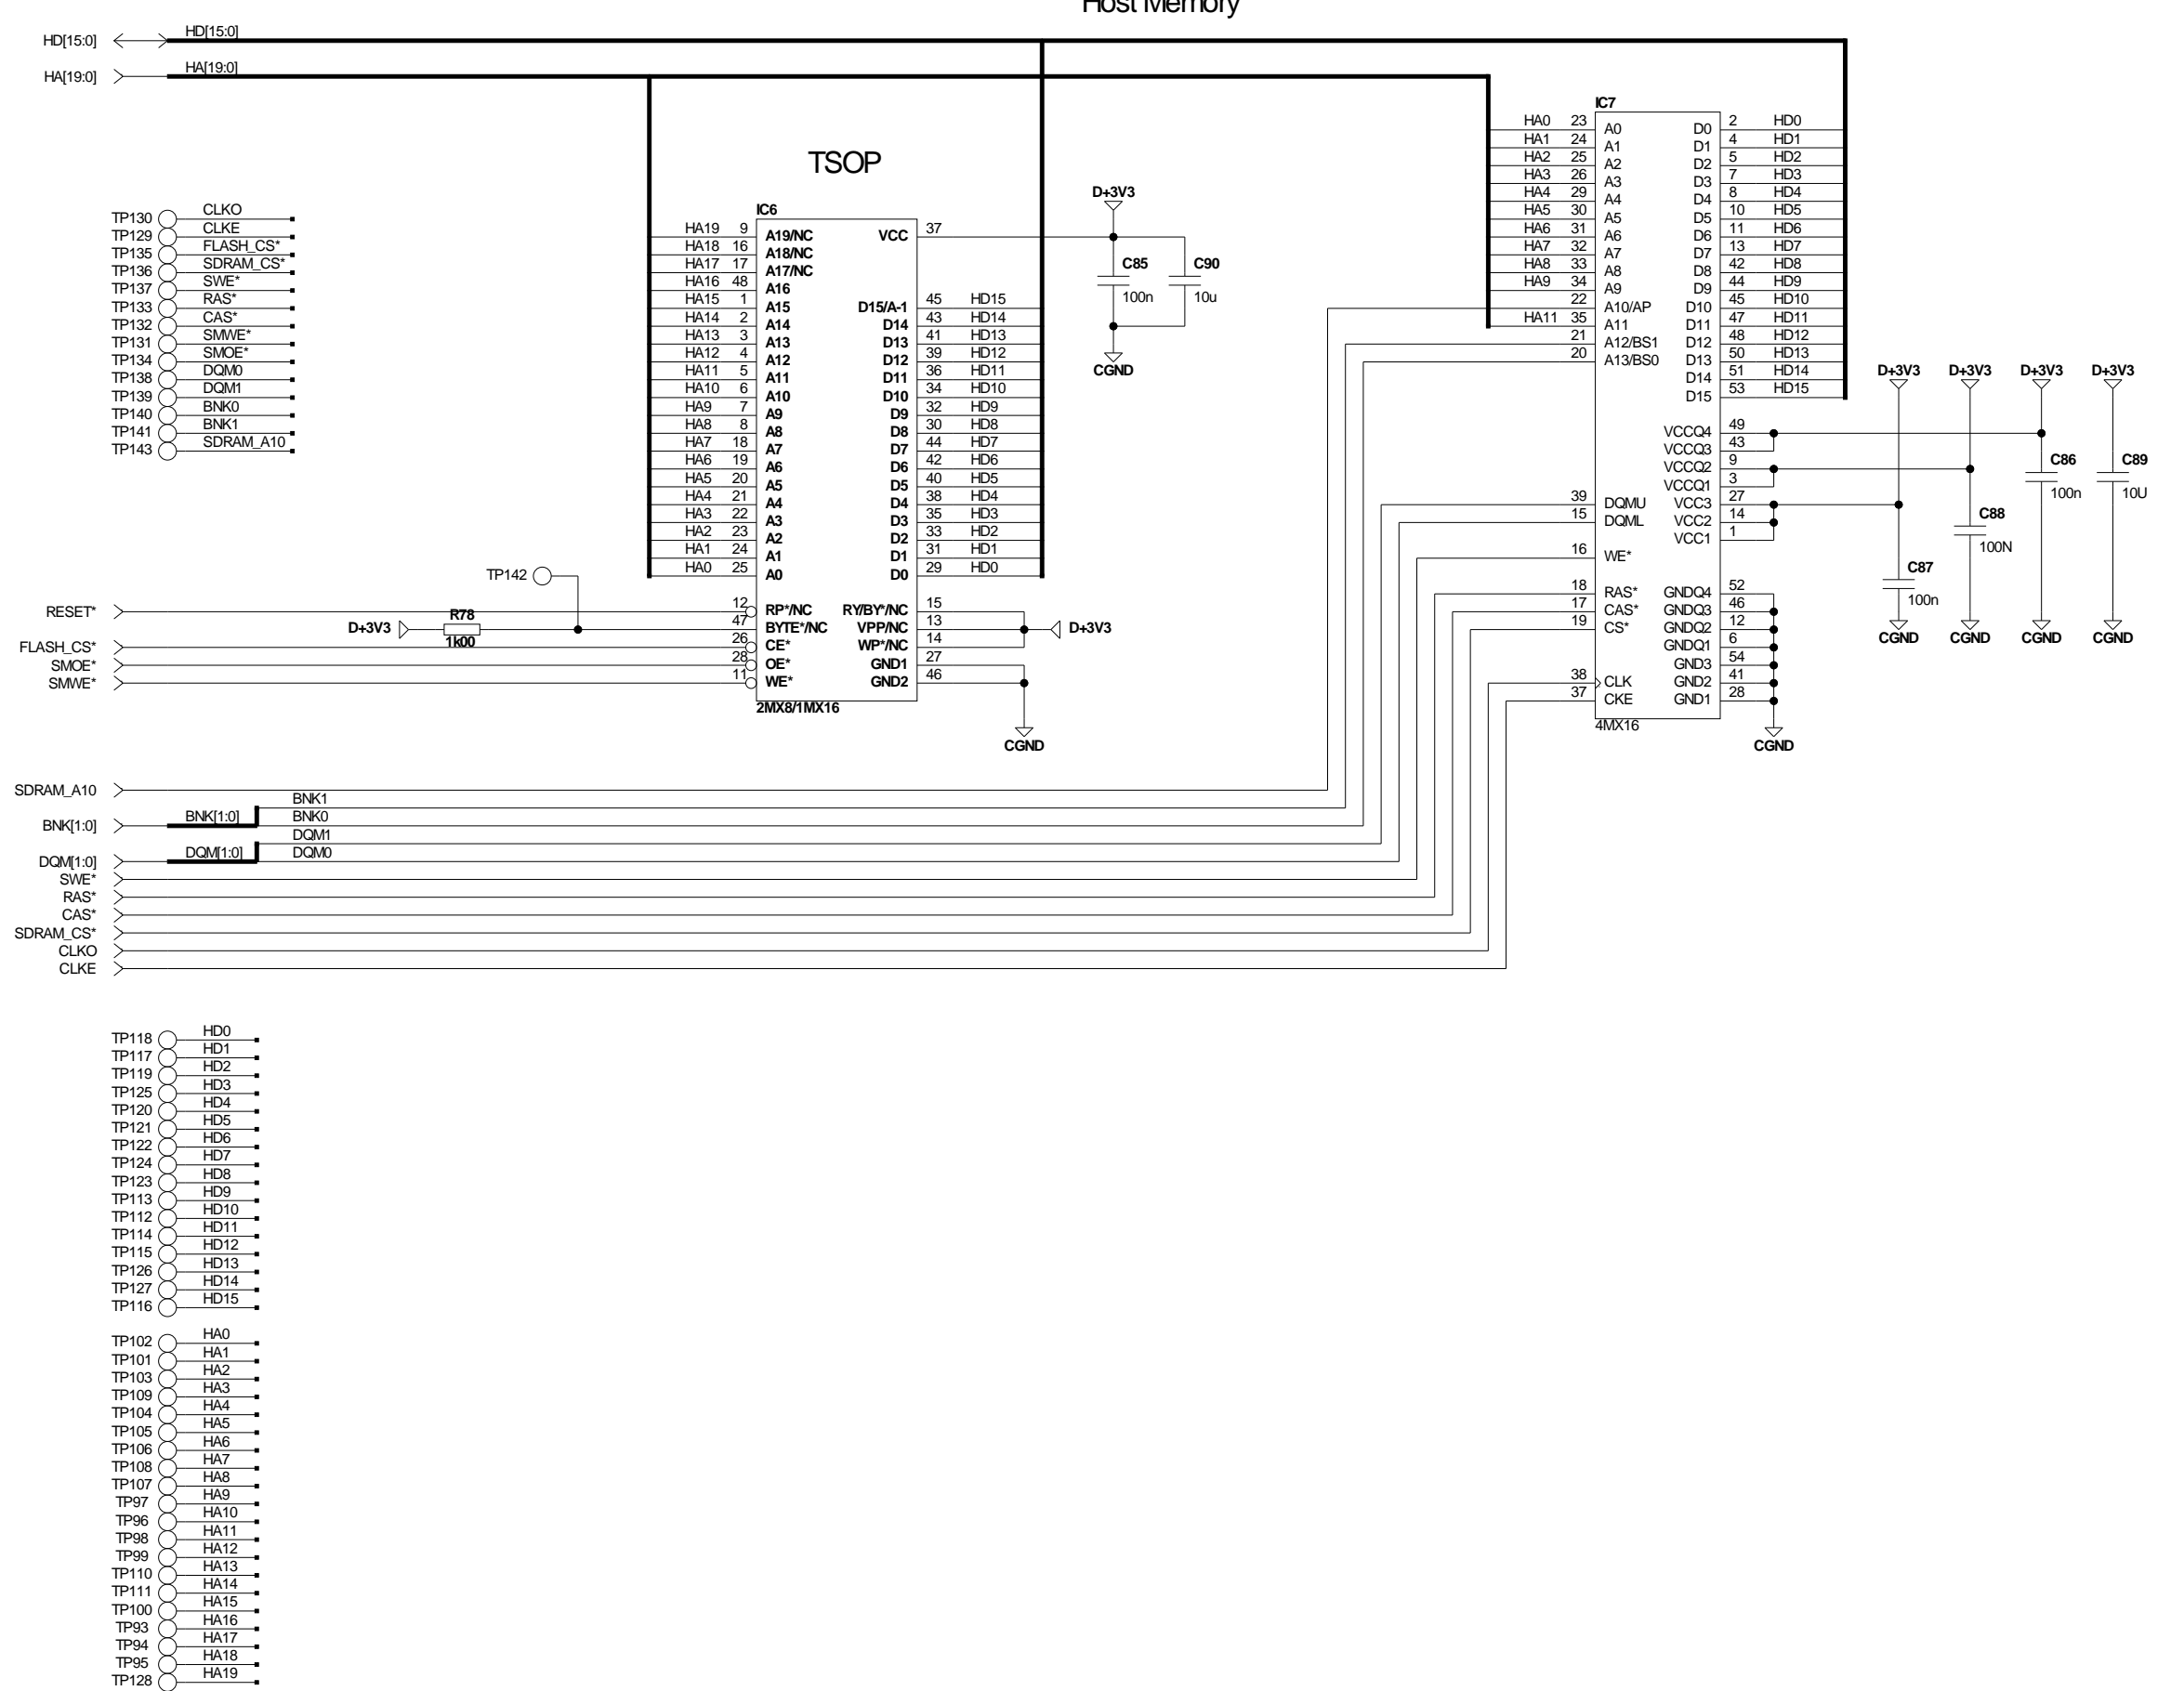 Host Memory
HD[15:0] HD[15:0]
HA[19:0] HA[19:0]
TSOP
TP130 CLKO
TP129 CLKE
TP135 FLASH_CS*
TP136 SDRAM_CS*
TP137 SWE*
TP133 RAS*
TP132 CAS*
TP131 SMWE*
TP134 SMOE*
TP138 DQM0
TP139 DQM1
TP140 BNK0
TP141 BNK1
TP143 SDRAM_A10
IC6
HA19 9 A19/NC VCC 37
HA18 16 A18/NC
HA17 17 A17/NC
HA16 48 A16
HA15 1 A15 D15/A-1 45 HD15
HA14 2 A14 D14 43 HD14
HA13 3 A13 D13 41 HD13
HA12 4 A12 D12 39 HD12
HA11 5 A11 D11 36 HD11
HA10 6 A10 D10 34 HD10
HA9 7 A9 D9 32 HD9
HA8 8 A8 D8 30 HD8
HA7 18 A7 D7 44 HD7
HA6 19 A6 D6 42 HD6
HA5 20 A5 D5 40 HD5
HA4 21 A4 D4 38 HD4
HA3 22 A3 D3 35 HD3
HA2 23 A2 D2 33 HD2
HA1 24 A1 D1 31 HD1
HA0 25 A0 D0 29 HD0
TP142
RESET* 12 RP*/NC RY/BY*/NC 15
D+3V3 R78 1k00 47 BYTE*/NC VPP/NC 13 D+3V3
FLASH_CS* 26 CE* WP*/NC 14
SMOE* 28 OE* GND1 27
SMWE* 11 WE* GND2 46
2MX8/1MX16
CGND
D+3V3
C85 C90
100n 10u
CGND
IC7
HA0 23 A0 D0 2 HD0
HA1 24 A1 D1 4 HD1
HA2 25 A2 D2 5 HD2
HA3 26 A3 D3 7 HD3
HA4 29 A4 D4 8 HD4
HA5 30 A5 D5 10 HD5
HA6 31 A6 D6 11 HD6
HA7 32 A7 D7 13 HD7
HA8 33 A8 D8 42 HD8
HA9 34 A9 D9 44 HD9
22 A10/AP D10 45 HD10
HA11 35 A11 D11 47 HD11
21 A12/BS1 D12 48 HD12
20 A13/BS0 D13 50 HD13
D14 51 HD14
D15 53 HD15
VCCQ4 49
VCCQ3 43
VCCQ2 9
VCCQ1 3
39 DQMU VCC3 27
15 DQML VCC2 14
VCC1 1
16 WE*
18 RAS* GNDQ4 52
17 CAS* GNDQ3 46
19 CS* GNDQ2 12
GNDQ1 6
GND3 54
38 CLK GND2 41
37 CKE GND1 28
4MX16
CGND
D+3V3 D+3V3 D+3V3 D+3V3
C86 C89
100n 10U
C88
100N
C87
100n
CGND CGND CGND CGND
SDRAM_A10
BNK1
BNK[1:0] BNK[1:0] BNK0
DQM1
DQM[1:0] DQM[1:0] DQM0
SWE*
RAS*
CAS*
SDRAM_CS*
CLKO
CLKE
TP118 HD0
TP117 HD1
TP119 HD2
TP125 HD3
TP120 HD4
TP121 HD5
TP122 HD6
TP124 HD7
TP123 HD8
TP113 HD9
TP112 HD10
TP114 HD11
TP115 HD12
TP126 HD13
TP127 HD14
TP116 HD15
TP102 HA0
TP101 HA1
TP103 HA2
TP109 HA3
TP104 HA4
TP105 HA5
TP106 HA6
TP108 HA7
TP107 HA8
TP97 HA9
TP96 HA10
TP98 HA11
TP99 HA12
TP110 HA13
TP111 HA14
TP100 HA15
TP93 HA16
TP94 HA17
TP95 HA18
TP128 HA19